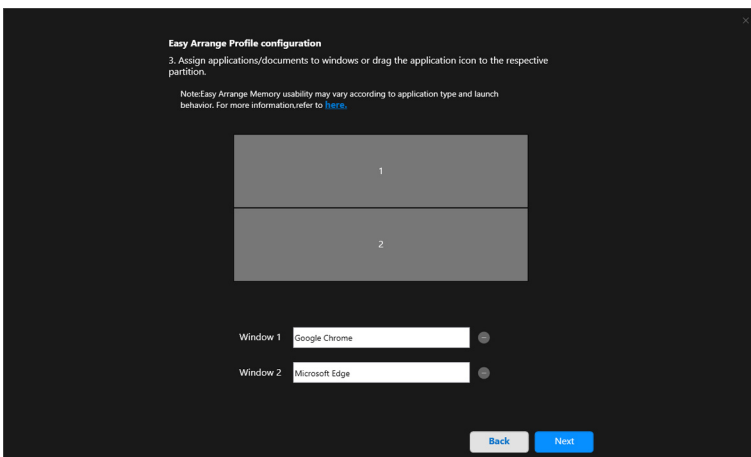 Easy Arrange Profile configuration
3. Assign applications/documents to windows or drag the application icon to the respective
partition.
Note:Easy Arrange Memory usability may vary according to application type and launch
behavior. For more information,refer to here.
1
2
Window 1 Google Chrome
Window 2 Microsoft Edge
Back Next